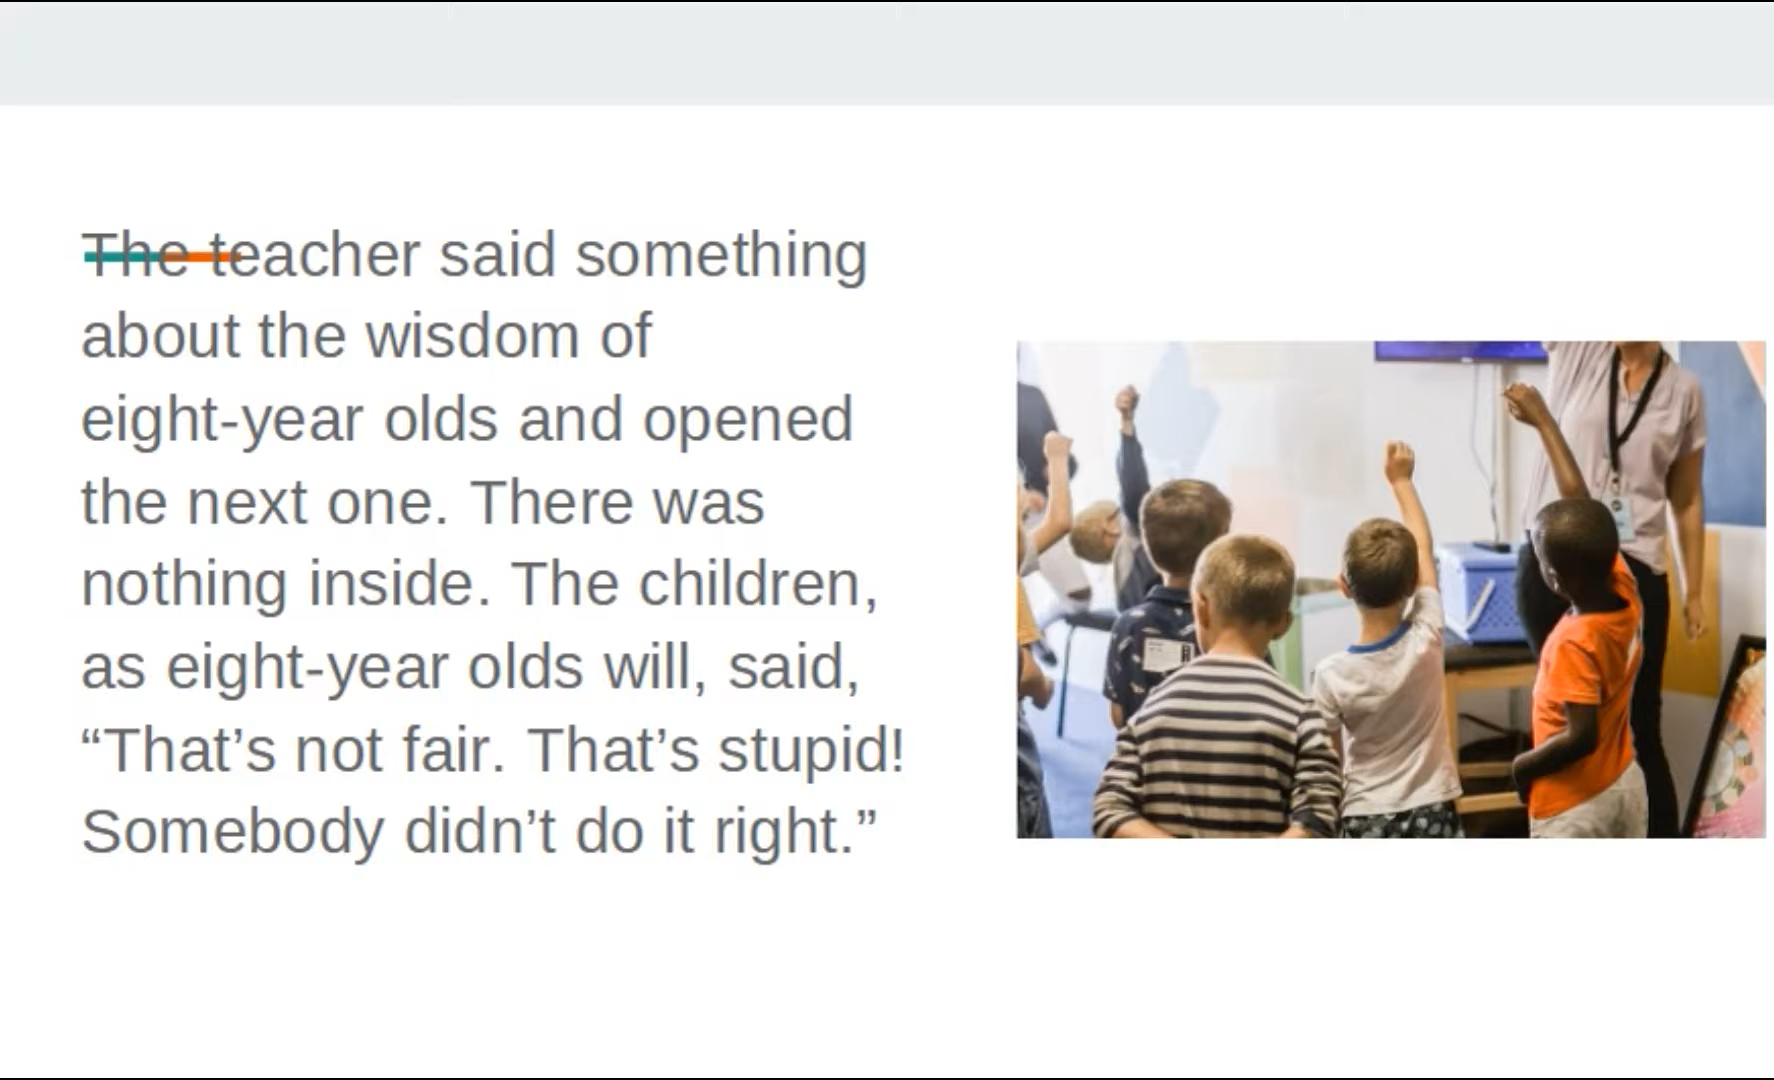 The teacher said something
about the wisdom of
eight-year olds and opened
the next one. There was
nothing inside. The children,
as eight-year olds will, said,
“That’s not fair. That’s stupid!
Somebody didn’t do it right.”